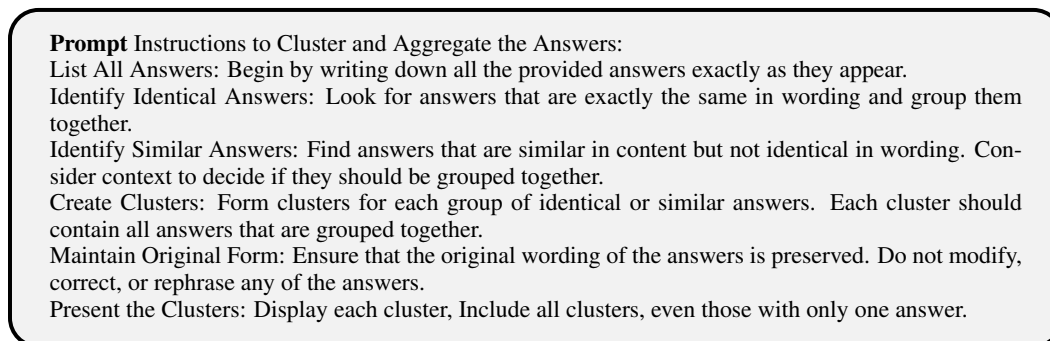 Prompt Instructions to Cluster and Aggregate the Answers:
List All Answers: Begin by writing down all the provided answers exactly as they appear.
Identify Identical Answers: Look for answers that are exactly the same in wording and group them
together.
Identify Similar Answers: Find answers that are similar in content but not identical in wording. Con-
sider context to decide if they should be grouped together.
Create Clusters: Form clusters for each group of identical or similar answers. Each cluster should
contain all answers that are grouped together.
Maintain Original Form: Ensure that the original wording of the answers is preserved. Do not modify,
correct, or rephrase any of the answers.
Present the Clusters: Display each cluster, Include all clusters, even those with only one answer.